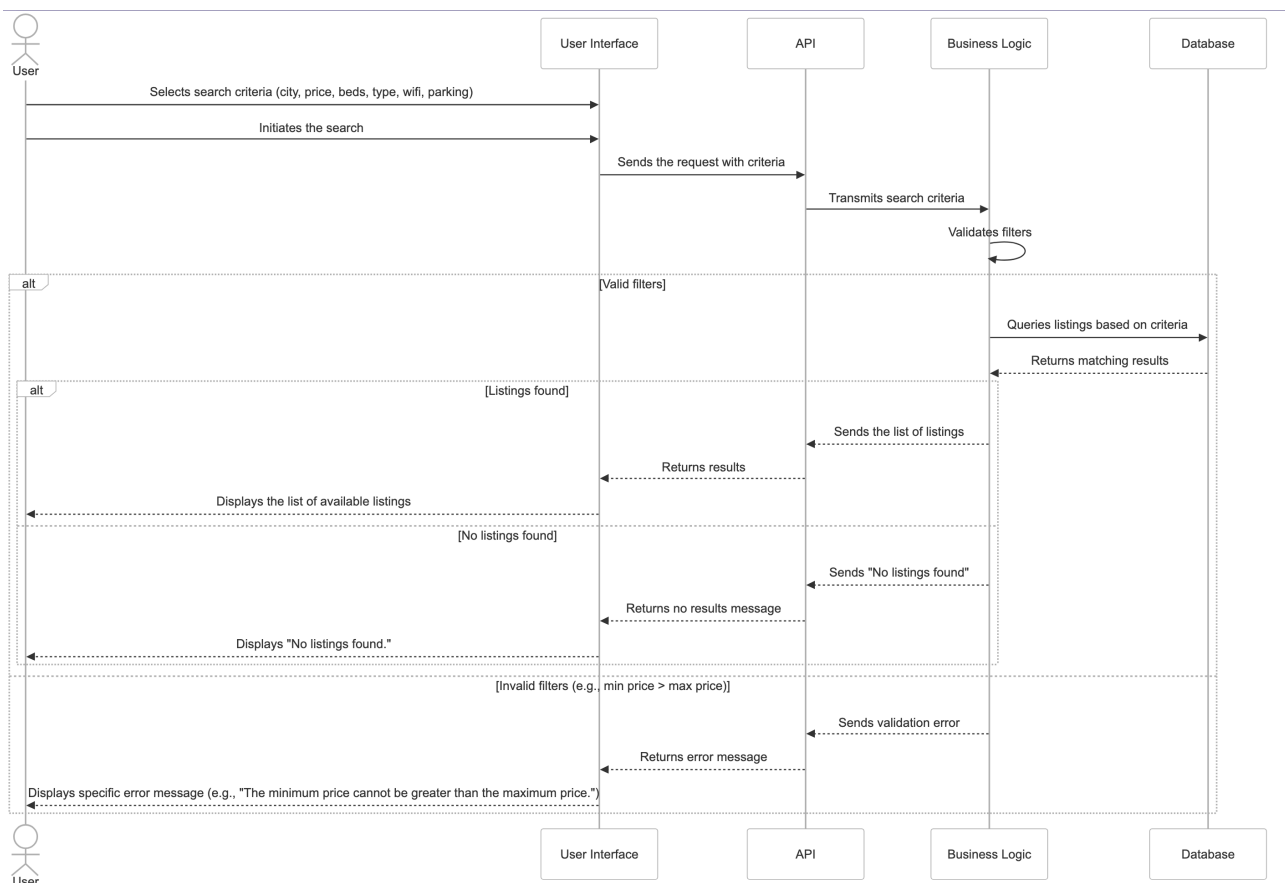 User Interface
API
Business Logic
Database
User
Selects search criteria (city, price, beds, type, wifi, parking)
Initiates the search
Sends the request with criteria
Transmits search criteria
Validates filters
alt
[Valid filters]
Queries listings based on criteria
Returns matching results
alt
[Listings found]
Sends the list of listings
Returns results
Displays the list of available listings
[No listings found]
Sends "No listings found"
Returns no results message
Displays "No listings found."
[Invalid filters (e.g., min price > max price)]
Sends validation error
Returns error message
Displays specific error message (e.g., "The minimum price cannot be greater than the maximum price.")
User Interface
API
Business Logic
Database
User